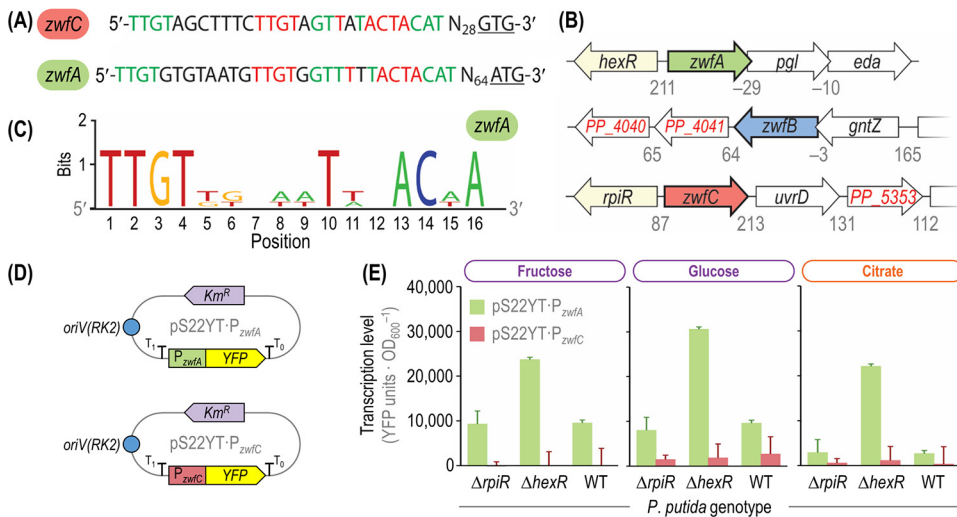 (A) zwfC 5′-TTGTAGCTTTCTTGTAGTTATACTACAT N28GTG-3′
zwfA 5′-TTGTGTGTAATGTTGTGGTTTTTACTACAT N64ATG-3′
(B)
hexR zwfA pgl eda
211 –29 –10
PP_4040 PP_4041 zwfB gntZ
65 64 –3 165
rpiR zwfC uvrD PP_5353
87 213 131 112
(C) zwfA
Bits
2
1
5′ 3′
TTGT T ACA
1 2 3 4 5 6 7 8 9 10 11 12 13 14 15 16
Position
(D)
KmR
oriV(RK2) pS22YT·PzwfA
T1 T0
PzwfA YFP
KmR
oriV(RK2) pS22YT·PzwfC
T1 T0
PzwfC YFP
(E) Fructose Glucose Citrate
Transcription level
(YFP units · OD600−1)
40,000
30,000
20,000
10,000
0
pS22YT·PzwfA
pS22YT·PzwfC
ΔrpiR ΔhexR WT ΔrpiR ΔhexR WT ΔrpiR ΔhexR WT
P. putida genotype